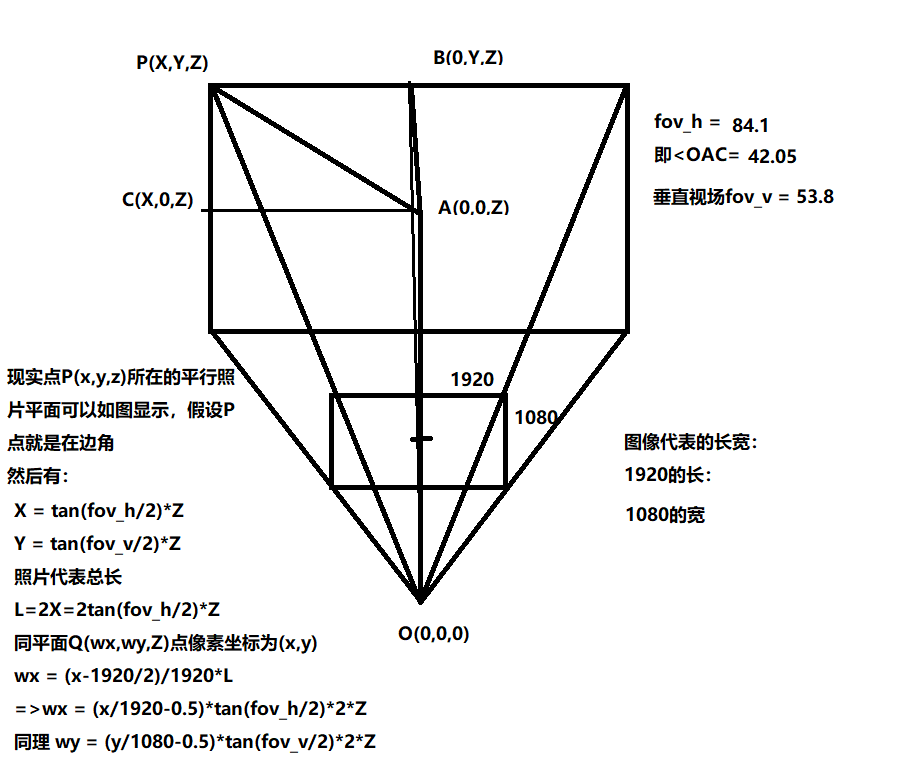 P(X,Y,Z)
B(0,Y,Z)
fov_h = 84.1
即<OAC= 42.05
垂直视场fov_v = 53.8
C(X,0,Z)
A(0,0,Z)
现实点P(x,y,z)所在的平行照
片平面可以如图显示，假设P
点就是在边角
然后有：
X = tan(fov_h/2)*Z
Y = tan(fov_v/2)*Z
照片代表总长
L=2X=2tan(fov_h/2)*Z
同平面Q(wx,wy,Z)点像素坐标为(x,y)
wx = (x-1920/2)/1920*L
=>wx = (x/1920-0.5)*tan(fov_h/2)*2*Z
同理 wy = (y/1080-0.5)*tan(fov_v/2)*2*Z
1920
1080
图像代表的长宽：
1920的长：
1080的宽
O(0,0,0)